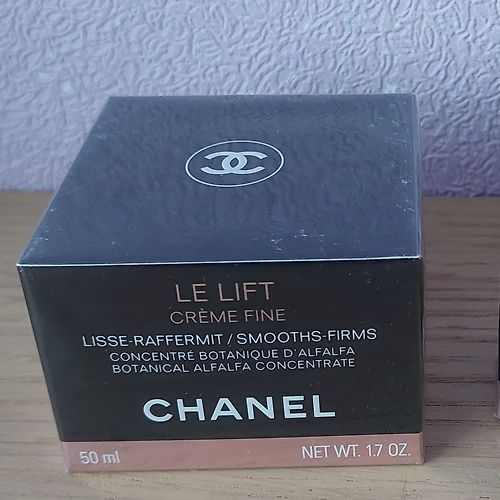 LE LIFT
CRÈME FINE
LISSE-RAFFERMIT / SMOOTHS-FIRMS
CONCENTRÉ BOTANIQUE D'ALFALFA
BOTANICAL ALFALFA CONCENTRATE
CHANEL
50 ml NET WT. 1.7 OZ.